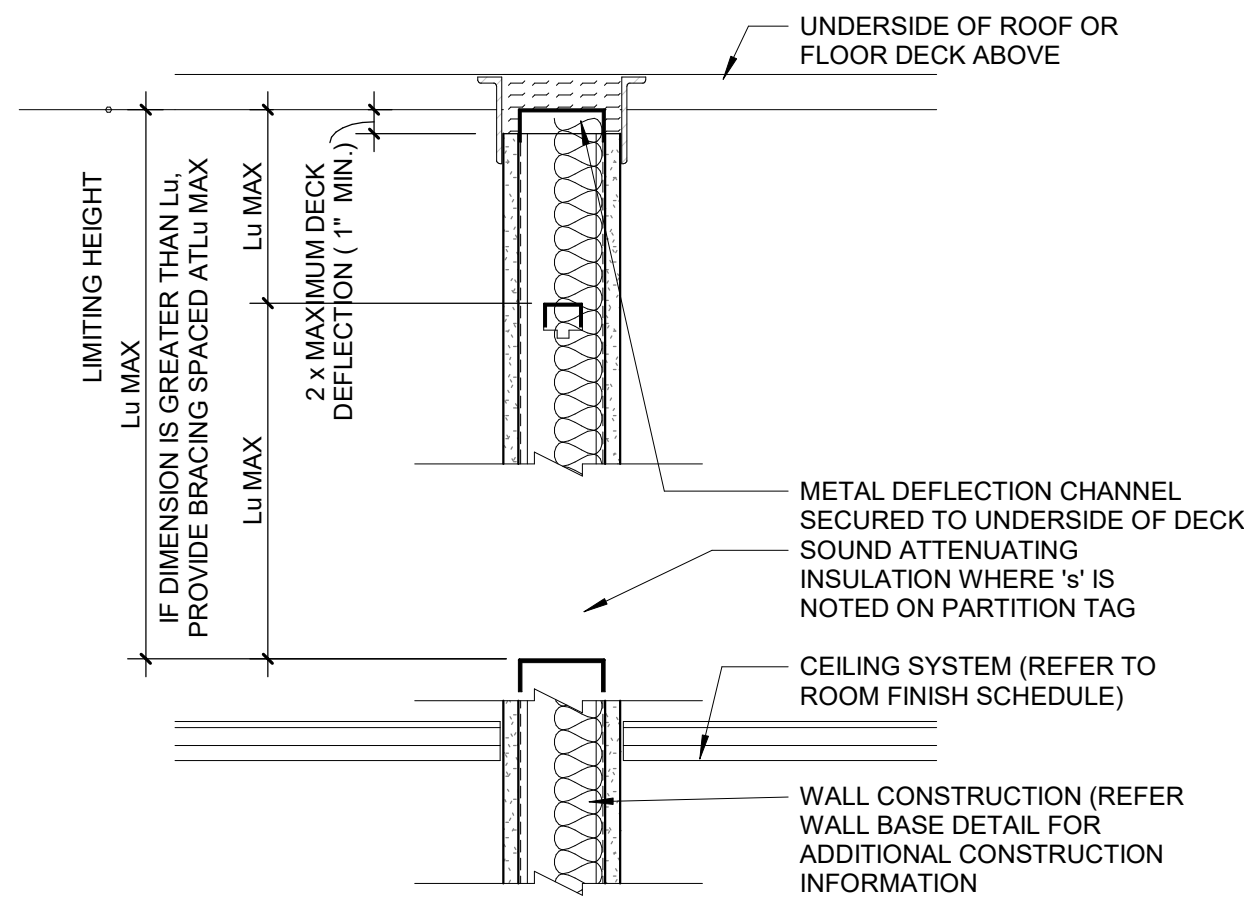 UNDERSIDE OF ROOF OR
FLOOR DECK ABOVE
LIMITING HEIGHT
Lu MAX
IF DIMENSION IS GREATER THAN Lu,
PROVIDE BRACING SPACED ATLu MAX
Lu MAX
Lu MAX
2 x MAXIMUM DECK
DEFLECTION ( 1" MIN.)
METAL DEFLECTION CHANNEL
SECURED TO UNDERSIDE OF DECK
SOUND ATTENUATING
INSULATION WHERE 's' IS
NOTED ON PARTITION TAG
CEILING SYSTEM (REFER TO
ROOM FINISH SCHEDULE)
WALL CONSTRUCTION (REFER
WALL BASE DETAIL FOR
ADDITIONAL CONSTRUCTION
INFORMATION